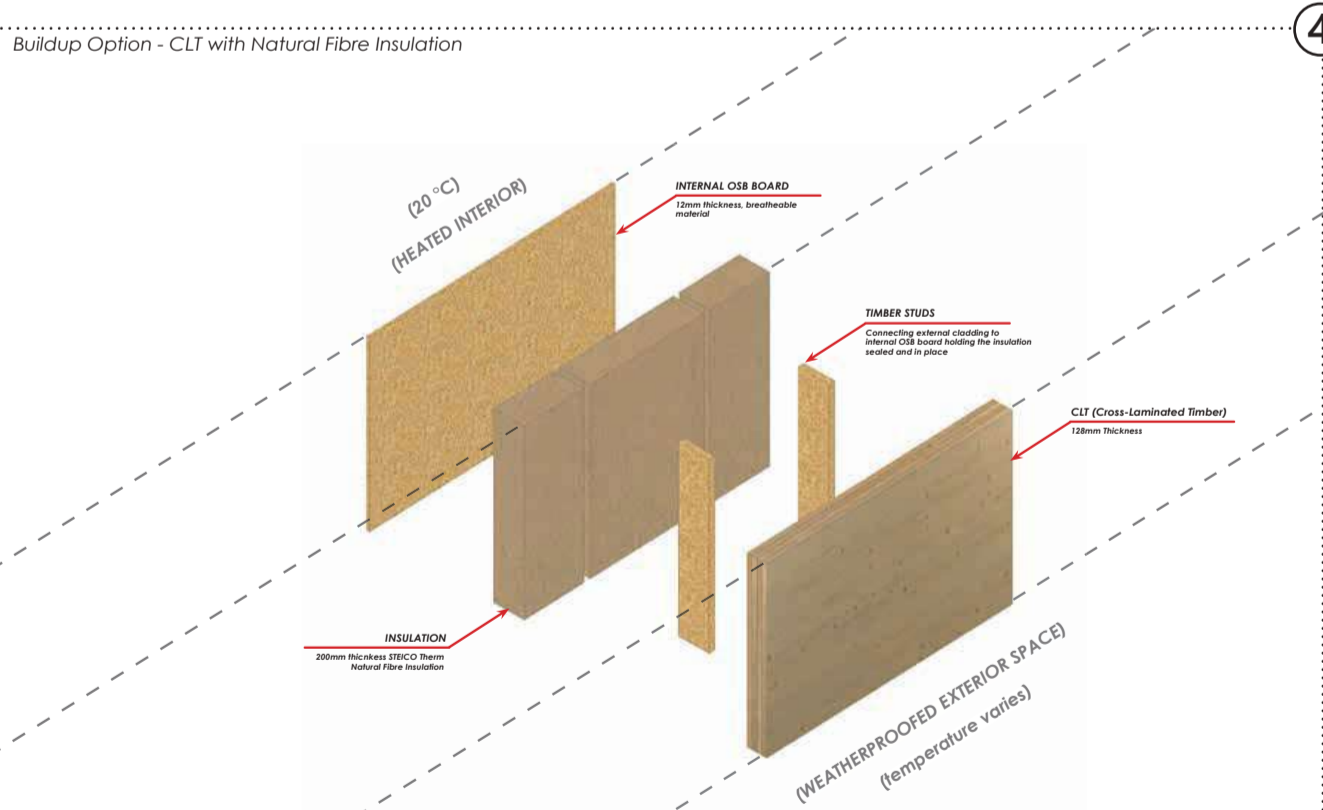 Buildup Option - CLT with Natural Fibre Insulation
4
(20 °C)
(HEATED INTERIOR)
INTERNAL OSB BOARD
12mm thickness, breatheable
material
TIMBER STUDS
Connecting external cladding to
internal OSB board holding the insulation
sealed and in place
CLT (Cross-Laminated Timber)
128mm Thickness
INSULATION
200mm thicnkess STEICO Therm
Natural Fibre Insulation
(WEATHERPROOFED EXTERIOR SPACE)
(temperature varies)